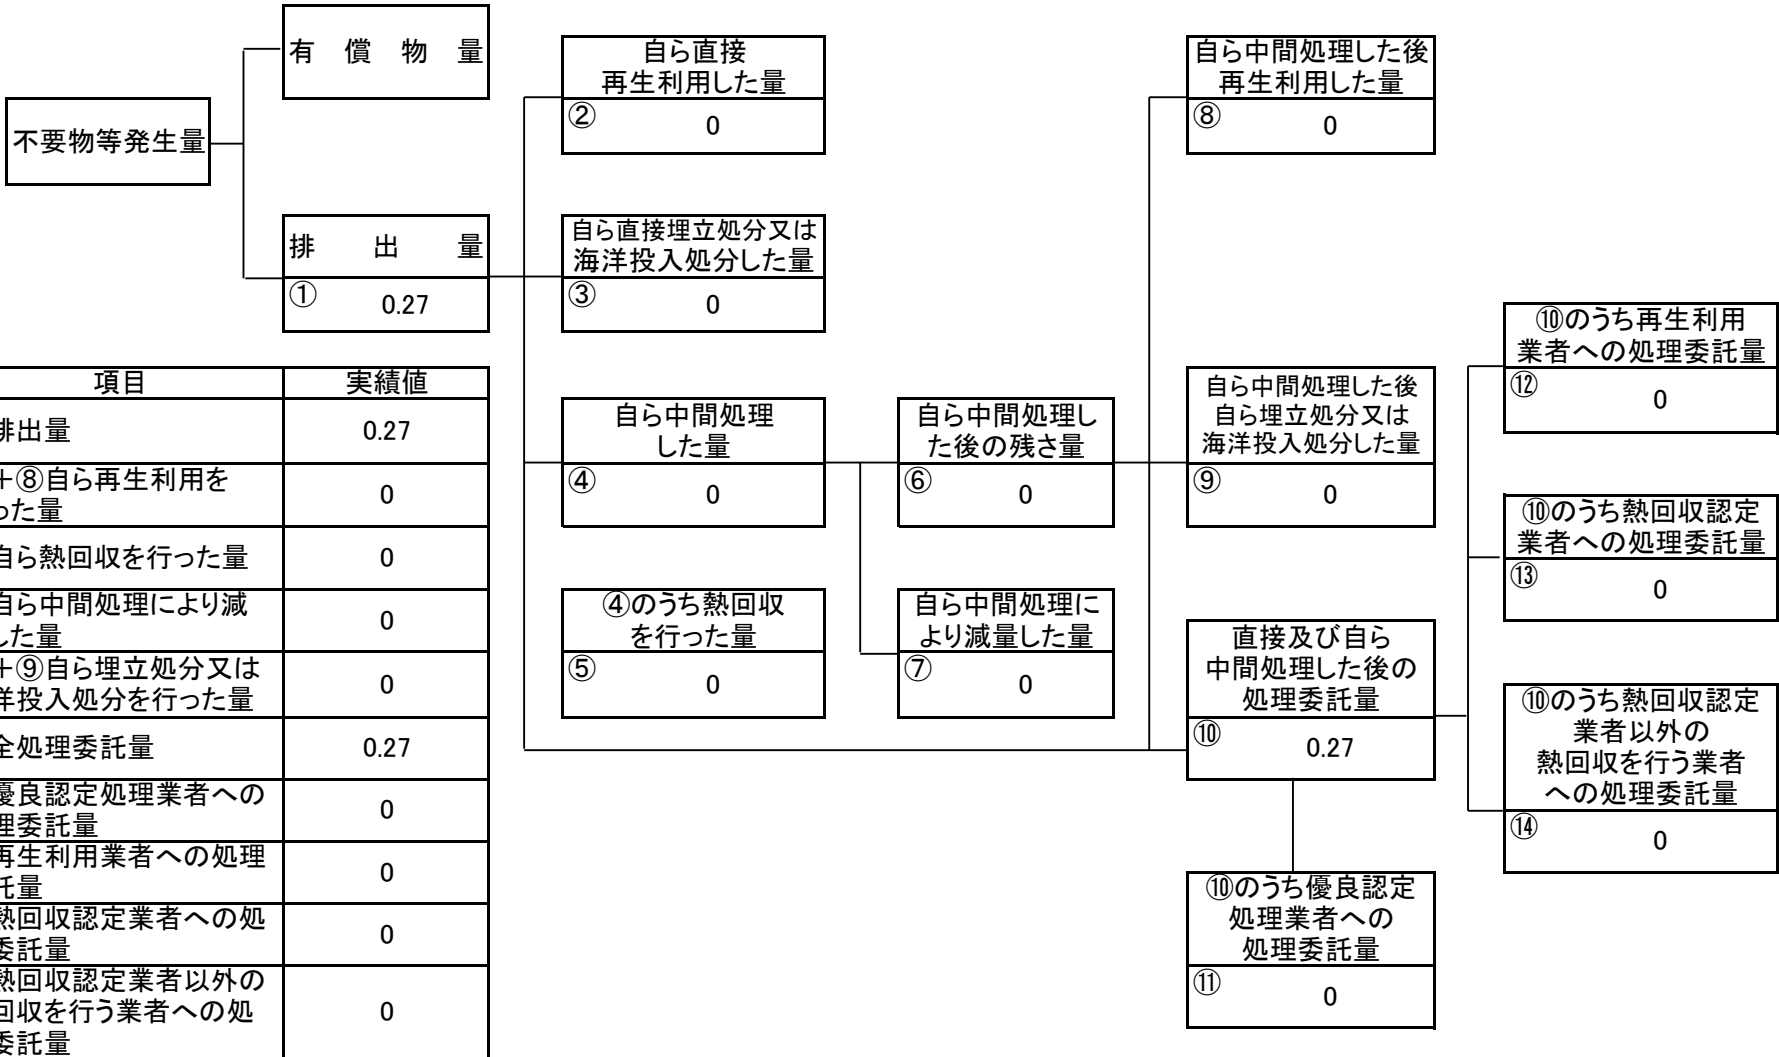 有償物量
不要物等発生量
排出量
① 0.27
自ら直接
再生利用した量
② 0
自ら直接埋立処分又は
海洋投入処分した量
③ 0
自ら中間処理
した量
④ 0
④のうち熱回収
を行った量
⑤ 0
自ら中間処理し
た後の残さ量
⑥ 0
自ら中間処理に
より減量した量
⑦ 0
自ら中間処理した後
再生利用した量
⑧ 0
自ら中間処理した後
自ら埋立処分又は
海洋投入処分した量
⑨ 0
直接及び自ら
中間処理した後の
処理委託量
⑩ 0.27
⑩のうち優良認定
処理業者への
処理委託量
⑪ 0
⑩のうち再生利用
業者への処理委託量
⑫ 0
⑩のうち熱回収認定
業者への処理委託量
⑬ 0
⑩のうち熱回収認定
業者以外の
熱回収を行う業者
への処理委託量
⑭ 0
項目 実績値
排出量 0.27
+⑧自ら再生利用を
った量 0
自ら熱回収を行った量 0
自ら中間処理により減
した量 0
+⑨自ら埋立処分又は
洋投入処分を行った量 0
全処理委託量 0.27
優良認定処理業者への
理委託量 0
再生利用業者への処理
託量 0
熱回収認定業者への処
委託量 0
熱回収認定業者以外の
回収を行う業者への処
委託量 0